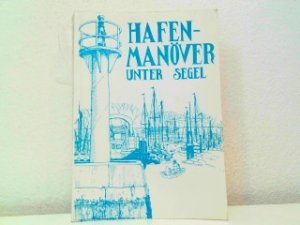 HAFEN-
MANÖVER
UNTER SEGEL